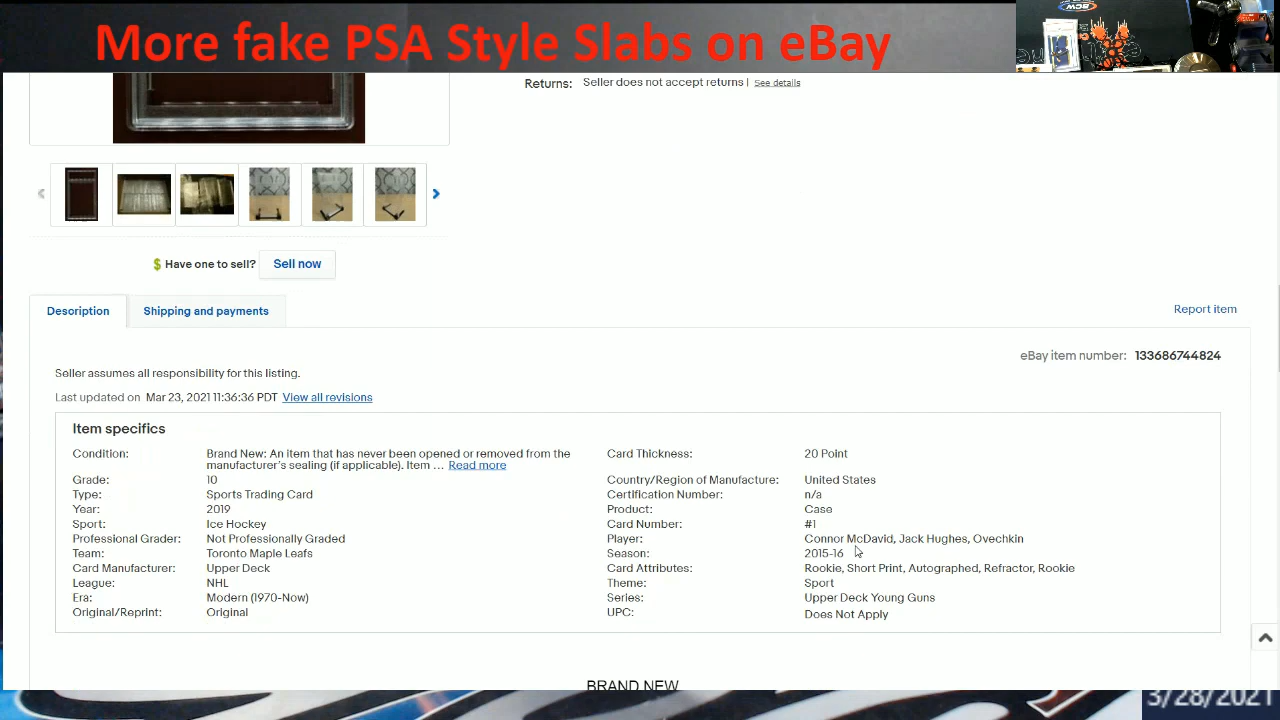 More fake PSA Style Slabs on eBay
Returns: Seller does not accept returns | See details
$ Have one to sell? Sell now
Description Shipping and payments Report item
eBay item number: 133686744824
Seller assumes all responsibility for this listing.
Last updated on Mar 23, 2021 11:36:36 PDT View all revisions
Item specifics
Condition: Brand New: An item that has never been opened or removed from the
manufacturer's sealing (if applicable). Item ... Read more
Grade: 10
Type: Sports Trading Card
Year: 2019
Sport: Ice Hockey
Professional Grader: Not Professionally Graded
Team: Toronto Maple Leafs
Card Manufacturer: Upper Deck
League: NHL
Era: Modern (1970-Now)
Original/Reprint: Original
Card Thickness: 20 Point
Country/Region of Manufacture: United States
Certification Number: n/a
Product: Case
Card Number: #1
Player: Connor McDavid, Jack Hughes, Ovechkin
Season: 2015-16
Card Attributes: Rookie, Short Print, Autographed, Refractor, Rookie
Theme: Sport
Series: Upper Deck Young Guns
UPC: Does Not Apply
BRAND NEW
3/28/2021